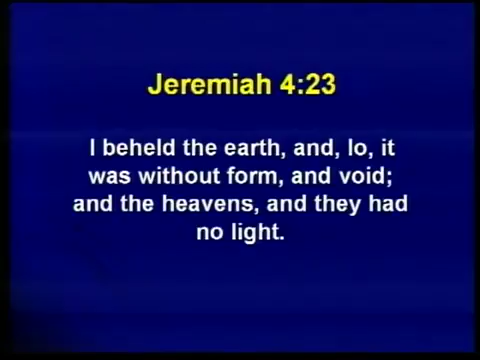 Jeremiah 4:23
I beheld the earth, and, lo, it
was without form, and void;
and the heavens, and they had
no light.